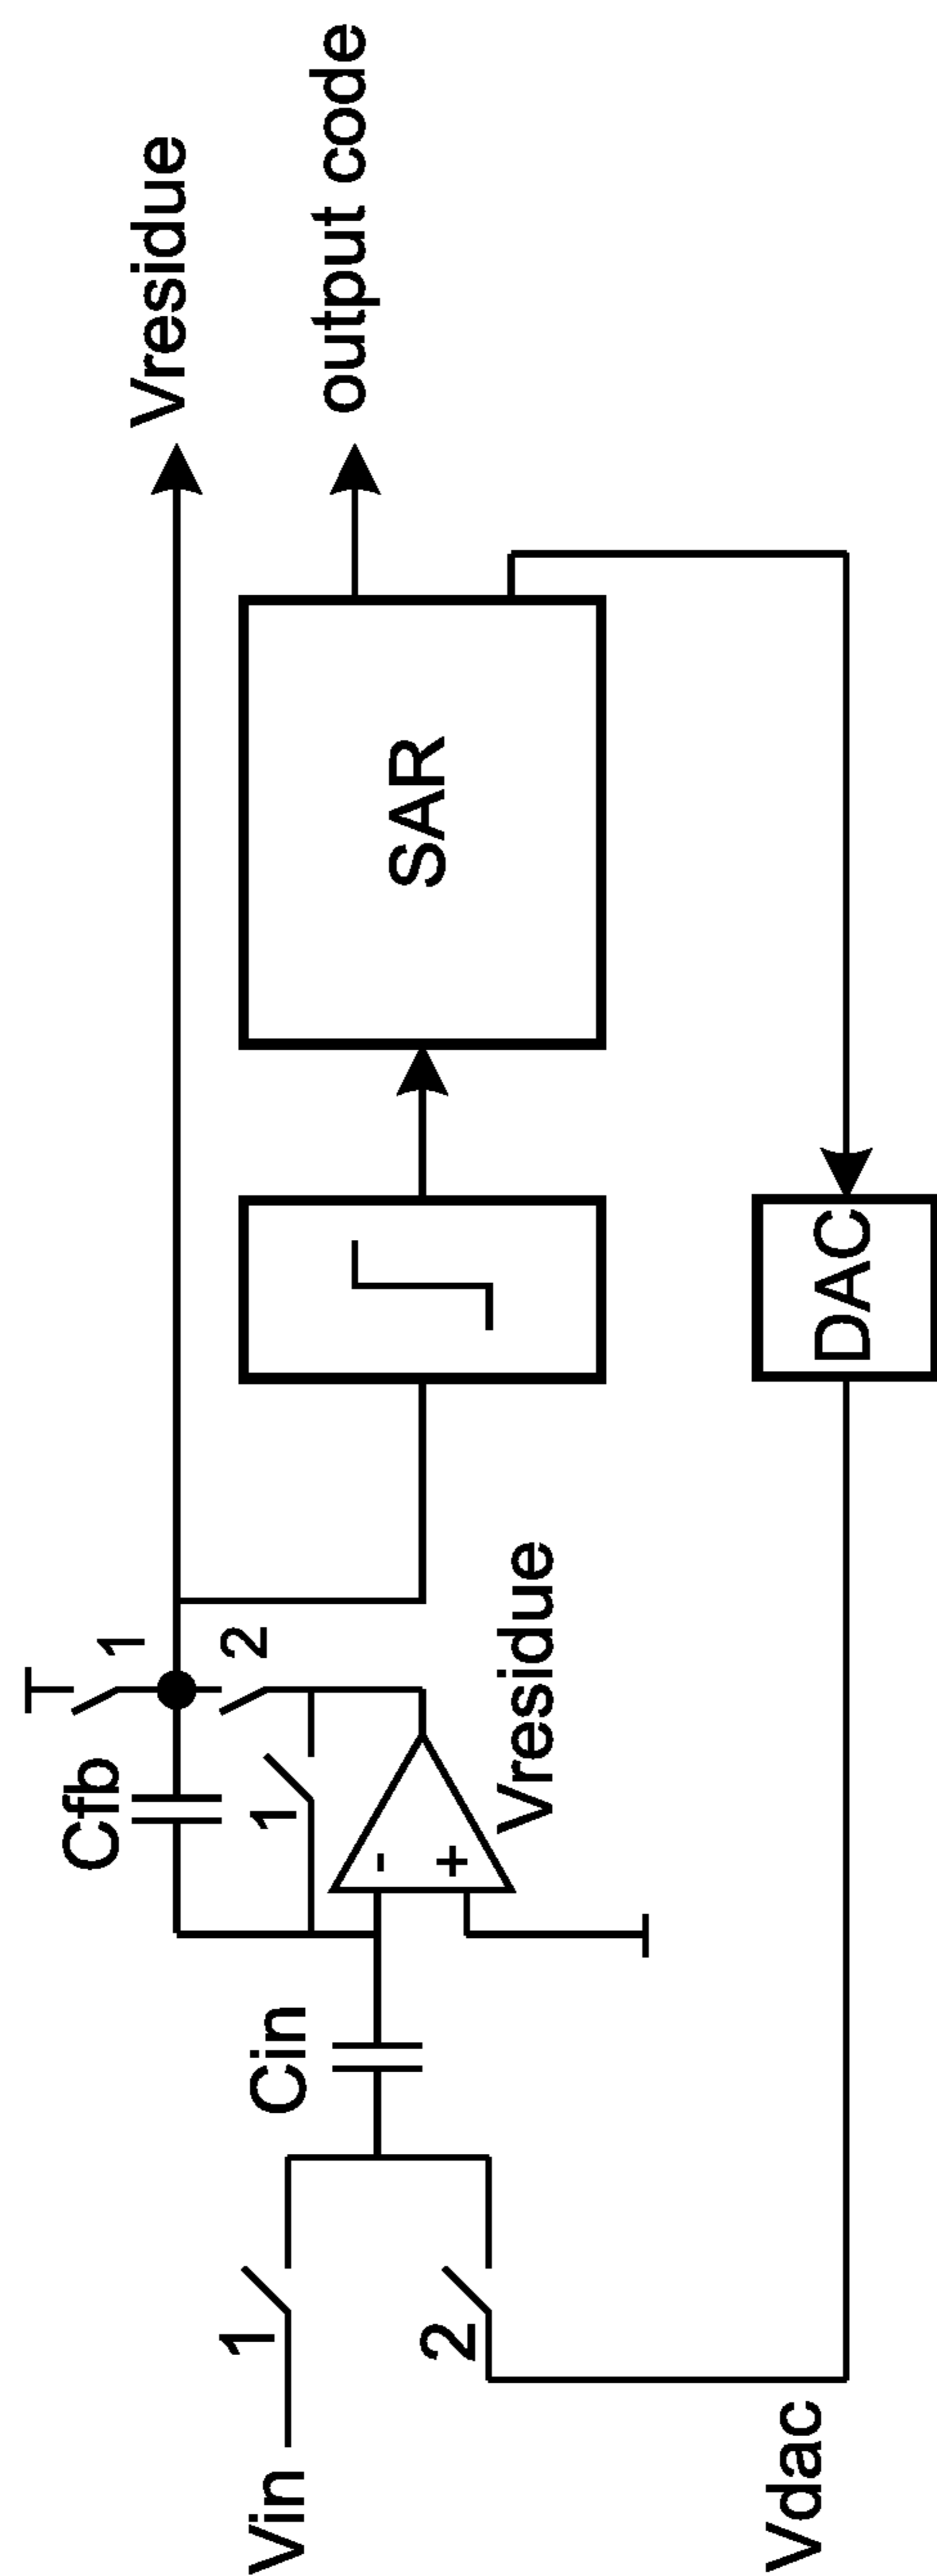 Vresidue
output code
Cfb
1
2
1
SAR
Cin
-
+
Vresidue
1
Vin
2
DAC
Vdac